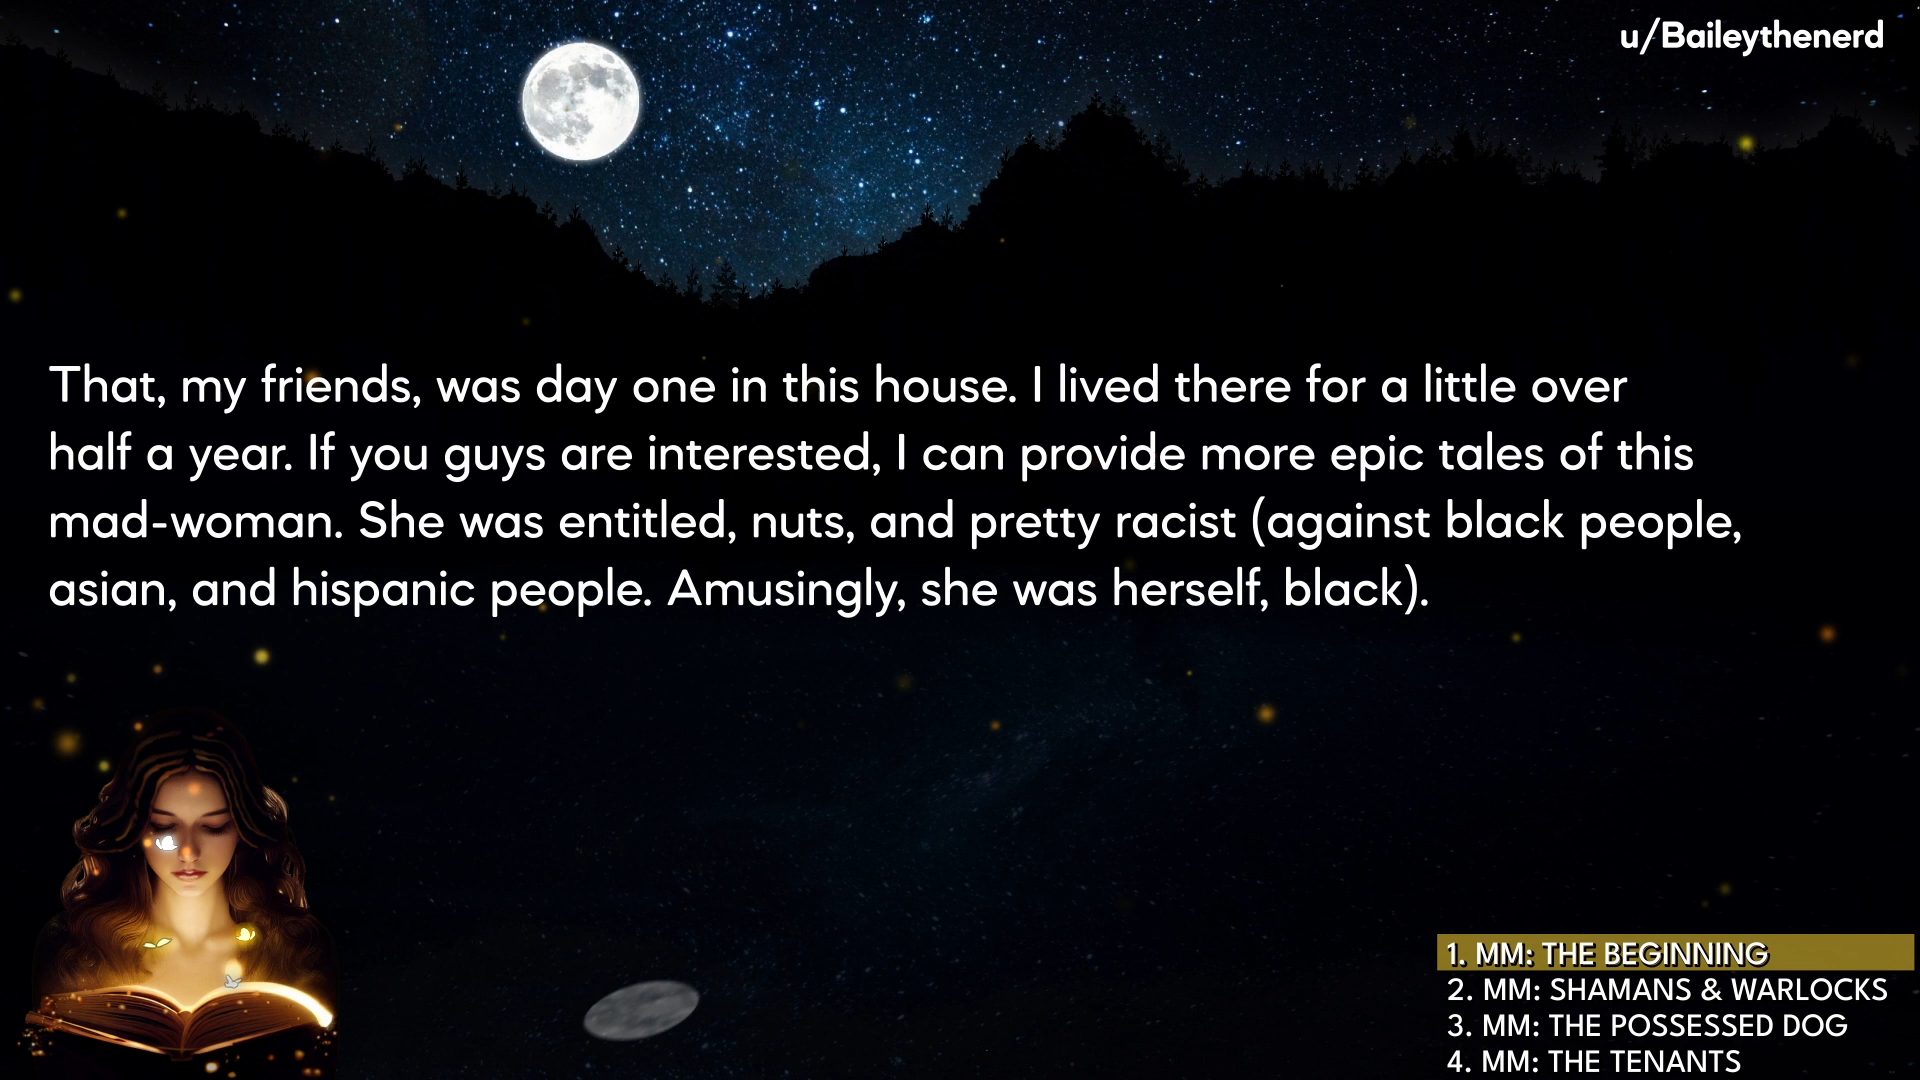 u/Baileythenerd
That, my friends, was day one in this house. I lived there for a little over
half a year. If you guys are interested, I can provide more epic tales of this
mad-woman. She was entitled, nuts, and pretty racist (against black people,
asian, and hispanic people. Amusingly, she was herself, black).
1. MM: THE BEGINNING
2. MM: SHAMANS & WARLOCKS
3. MM: THE POSSESSED DOG
4. MM: THE TENANTS